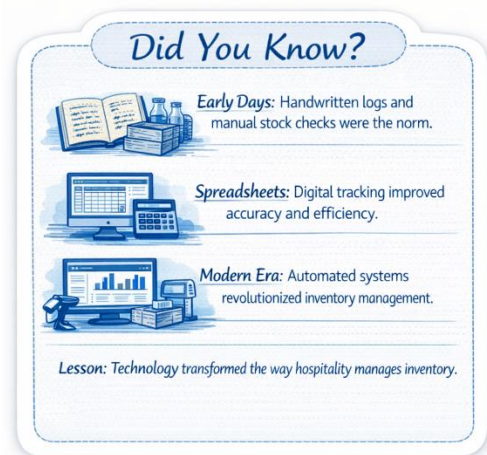 Did You Know?
Early Days: Handwritten logs and
manual stock checks were the norm.
Spreadsheets: Digital tracking improved
accuracy and efficiency.
Modern Era: Automated systems
revolutionized inventory management.
Lesson: Technology transformed the way hospitality manages inventory.